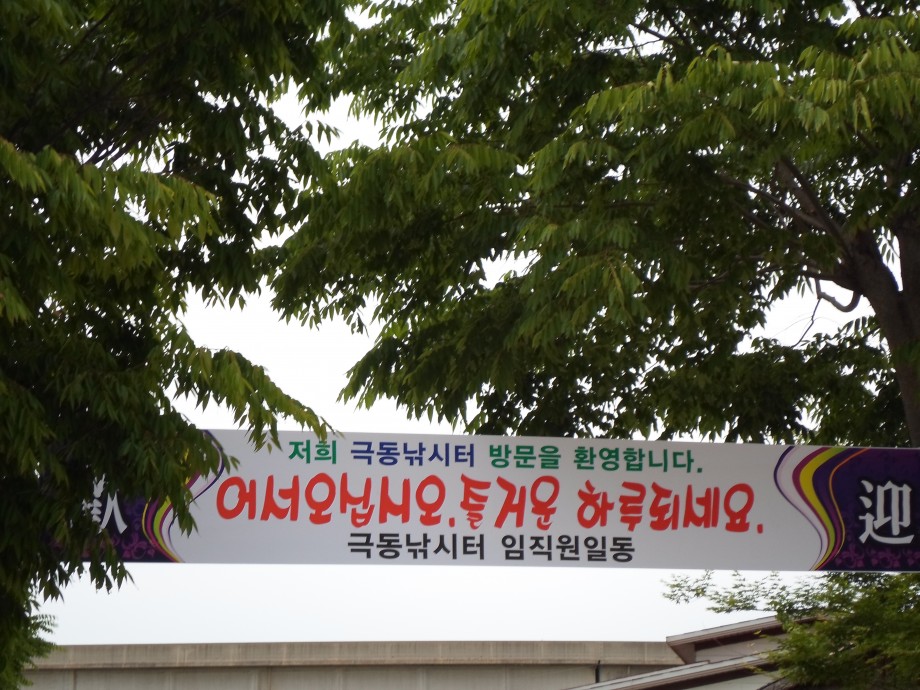 저희 극동낚시터 방문을 환영합니다.
어서오십시오.즐거운 하루되세요.
극동낚시터 임직원일동
迎